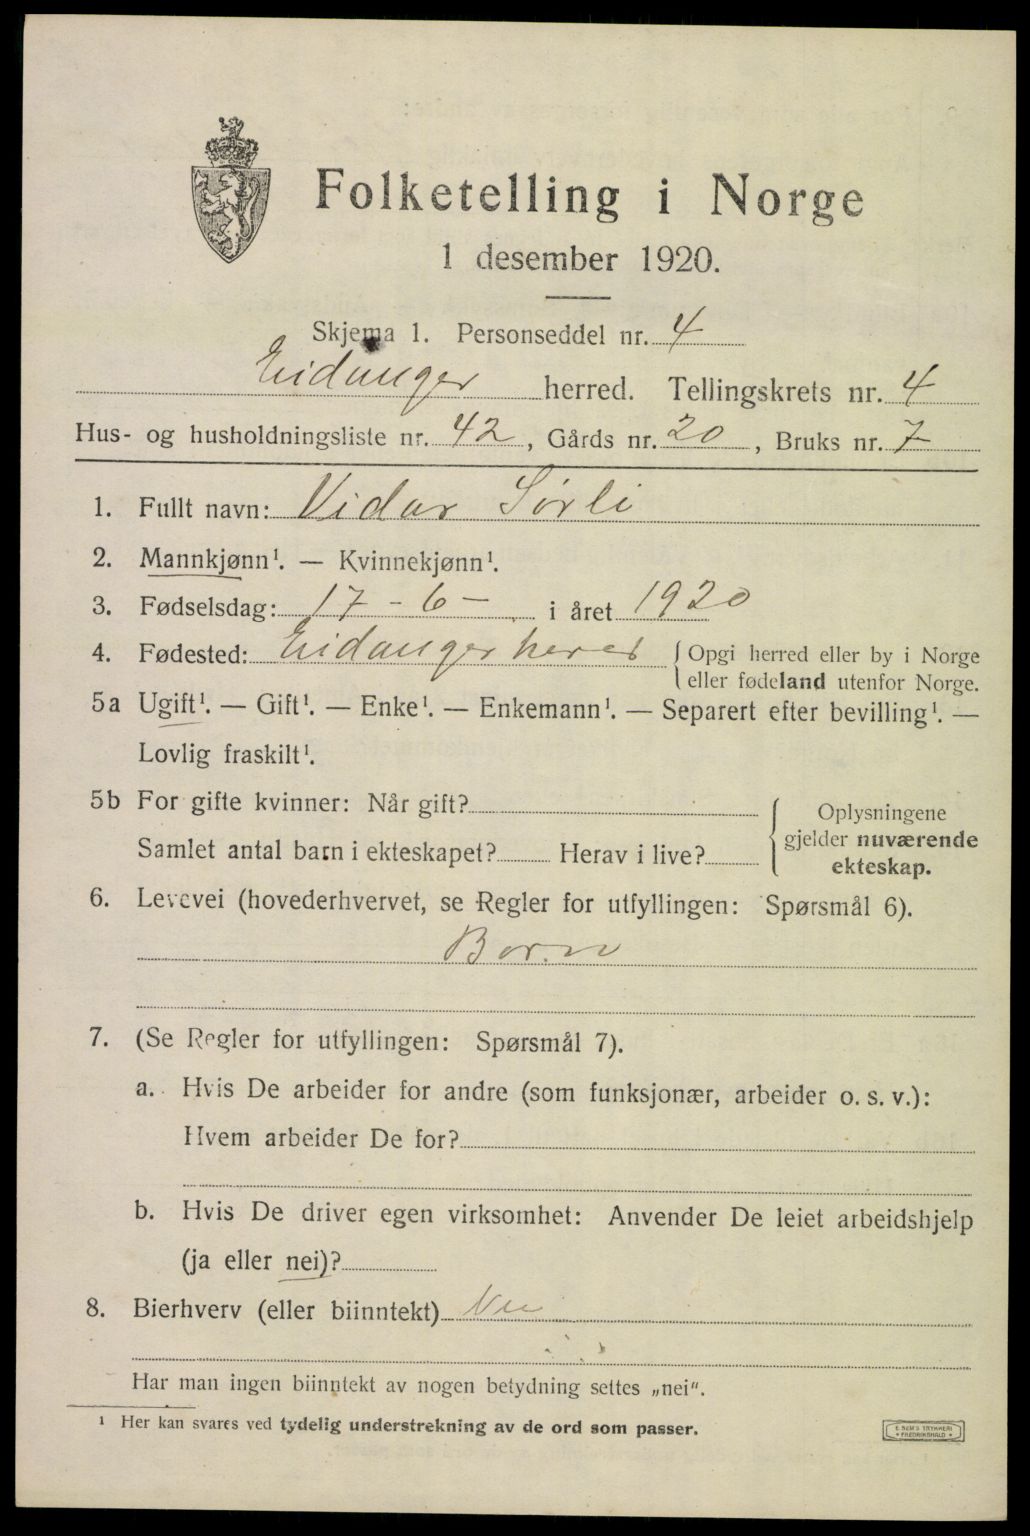 Folketelling i Norge
1 desember 1920.
Skjema 1. Personseddel nr. 4
Eidanger herred. Tellingskrets nr. 4
Hus- og husholdningsliste nr. 42, Gårds nr. 20, Bruks nr. 7
1. Fullt navn: Vidar Sørli
2. Mannkjønn¹. — Kvinnekjønn¹.
3. Fødselsdag: 17 - 6 - i året 1920
4. Fødested: Eidanger herred { Opgi herred eller by i Norge
eller fødeland utenfor Norge.
5a Ugift¹. — Gift¹. — Enke¹. — Enkemann¹. — Separert efter bevilling¹. —
Lovlig fraskilt¹.
5b For gifte kvinner: Når gift?
Samlet antal barn i ekteskapet? Herav i live?
Oplysningene
gjelder nuværende
ekteskap.
6. Levevei (hovederhvervet, se Regler for utfyllingen: Spørsmål 6).
Barn
7. (Se Regler for utfyllingen: Spørsmål 7).
a. Hvis De arbeider for andre (som funksjonær, arbeider o. s. v.):
Hvem arbeider De for?
b. Hvis De driver egen virksomhet: Anvender De leiet arbeidshjelp
(ja eller nei)?
8. Bierhverv (eller biinntekt) Nei
Har man ingen biinntekt av nogen betydning settes „nei“.
¹ Her kan svares ved tydelig understrekning av de ord som passer.
FREDRIKSHALD